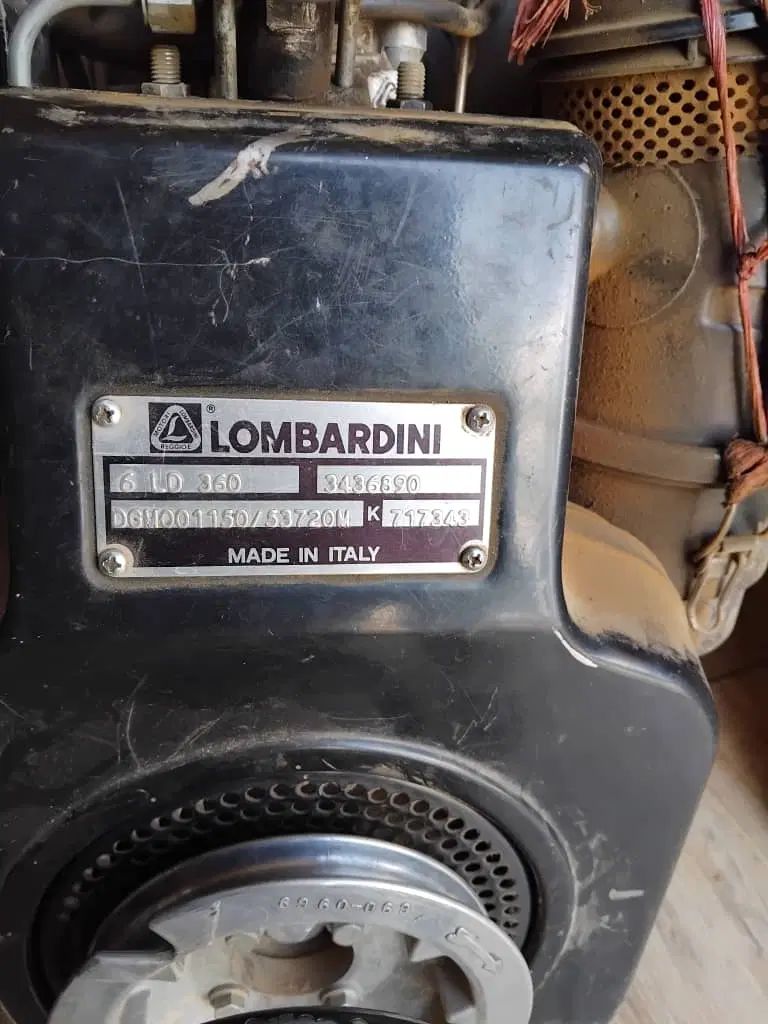 ® LOMBARDINI
6 LD 360 3436890
DGM001150/53720M K 717343
MADE IN ITALY